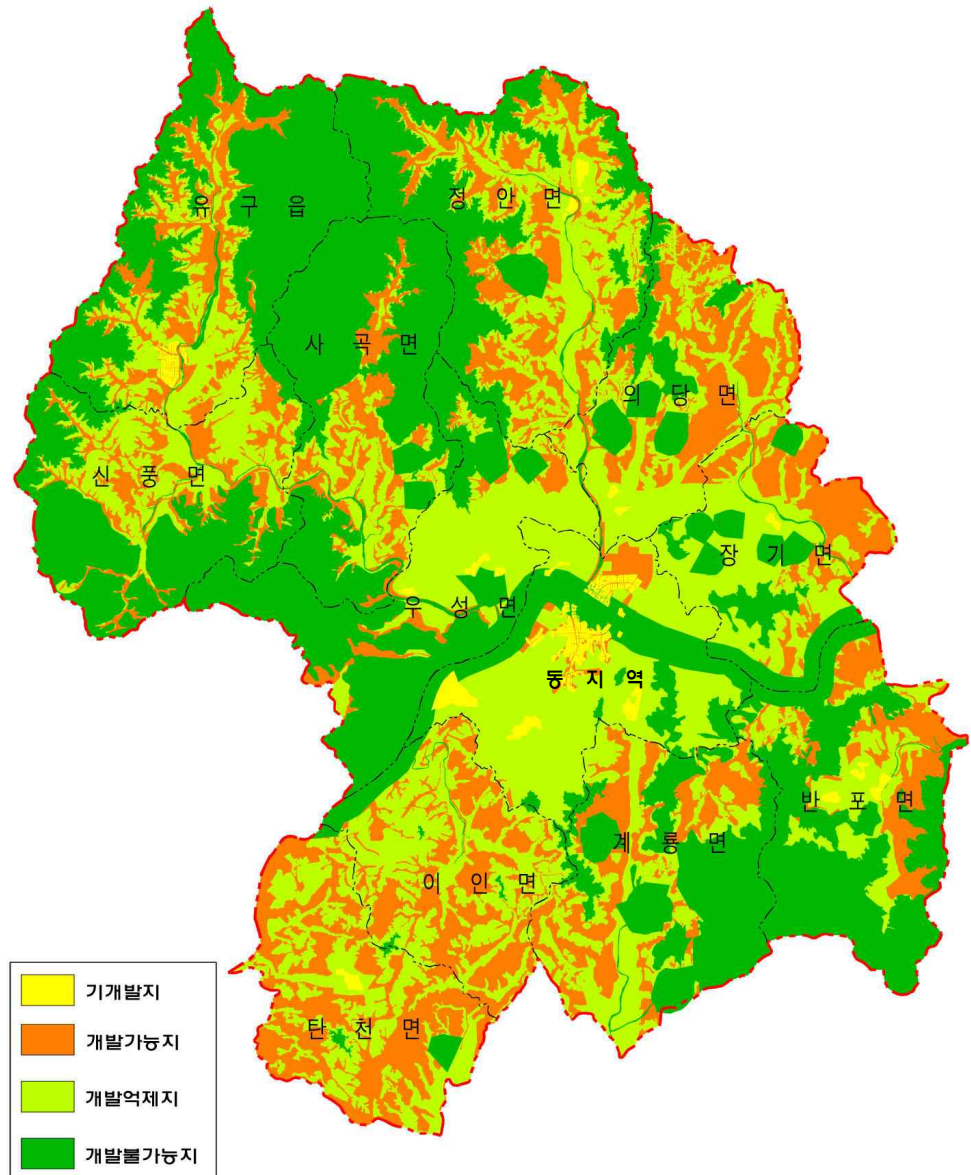 정안면
유구읍
사곡면
의당면
신풍면
장기면
우성면
동지역
반포면
계룡면
이인면
탄천면
기개발지
개발가능지
개발억제지
개발불가능지